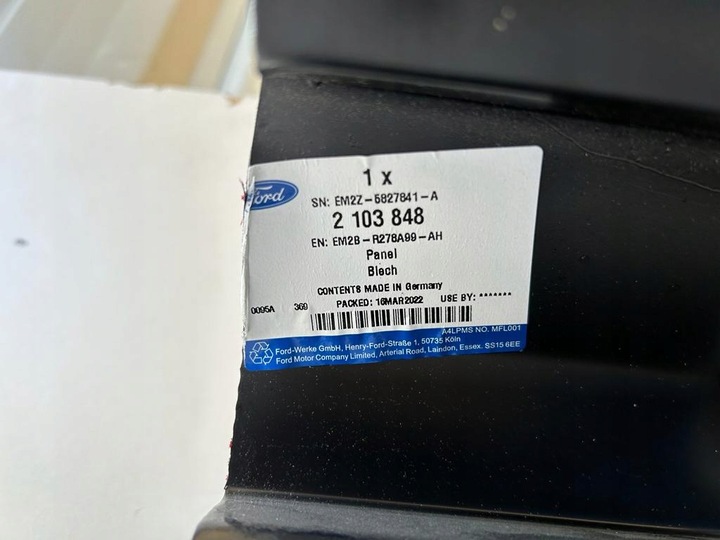 Ford
1 x
SN: EM2Z-5827841-A
2 103 848
EN: EM2B-R278A99-AH
Panel
Blech
CONTENTS MADE IN Germany
0095A 369 PACKED: 16MAR2022 USE BY: *******
A4LPMS NO. MFL001
Ford-Werke GmbH, Henry-Ford-Straße 1, 50735 Köln
Ford Motor Company Limited, Arterial Road, Laindon, Essex. SS15 6EE